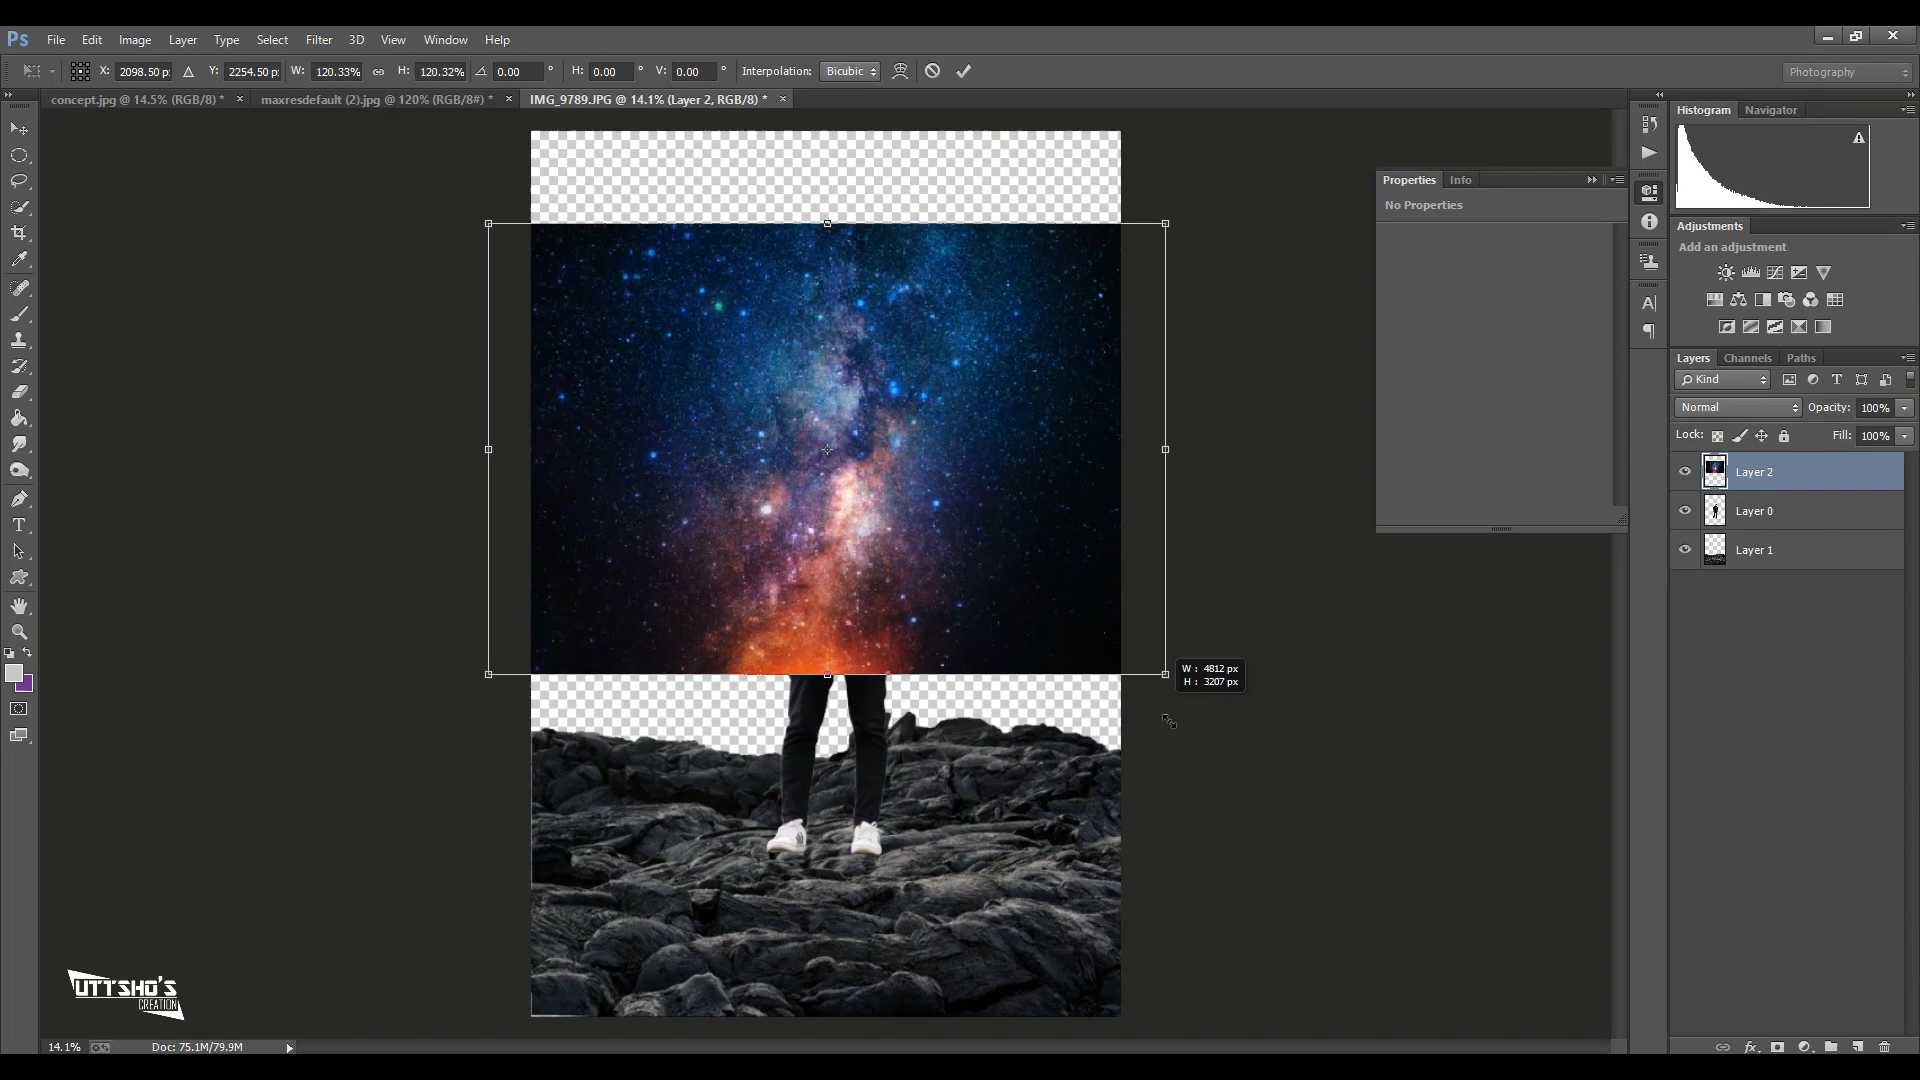 Ps File Edit Image Layer Type Select Filter 3D View Window Help
X: 2098.50 p: Y: 2254.50 p: W: 120.33% H: 120.32% 0.00 ° H: 0.00 ° V: 0.00 ° Interpolation: Bicubic Photography
concept.jpg @ 14.5% (RGB/8) * × maxresdefault (2).jpg @ 120% (RGB/8#) * × IMG_9789.JPG @ 14.1% (Layer 2, RGB/8) * ×
Histogram Navigator
Properties Info
No Properties
Adjustments
Add an adjustment
Layers Channels Paths
Kind
Normal Opacity: 100%
Lock: Fill: 100%
Layer 2
Layer 0
Layer 1
W : 4812 px
H : 3207 px
UTTSHO'S
CREATION
14.1% Doc: 75.1M/79.9M